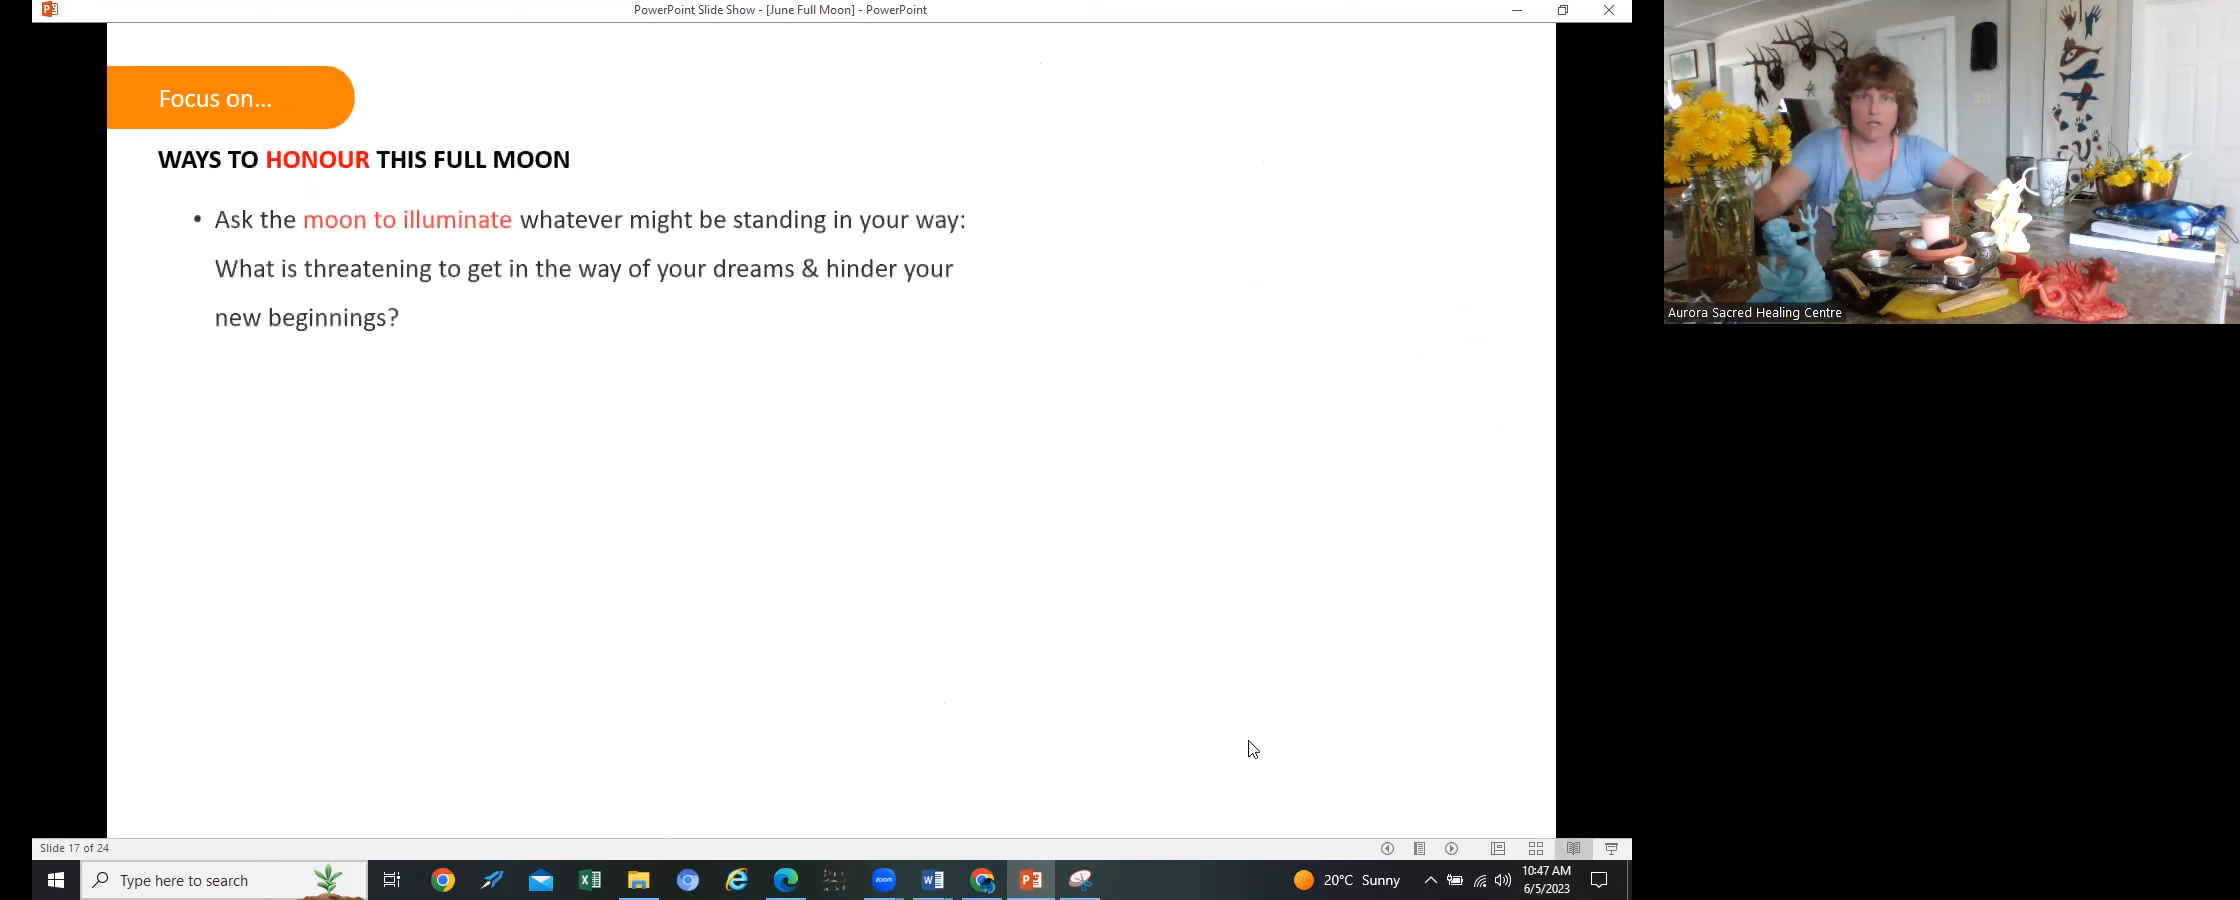 PowerPoint Slide Show - [June Full Moon] - PowerPoint
Focus on...
WAYS TO HONOUR THIS FULL MOON
• Ask the moon to illuminate whatever might be standing in your way:
What is threatening to get in the way of your dreams & hinder your
new beginnings?
Aurora Sacred Healing Centre
Slide 17 of 24
Type here to search
zoom
20°C Sunny
10:47 AM
6/5/2023